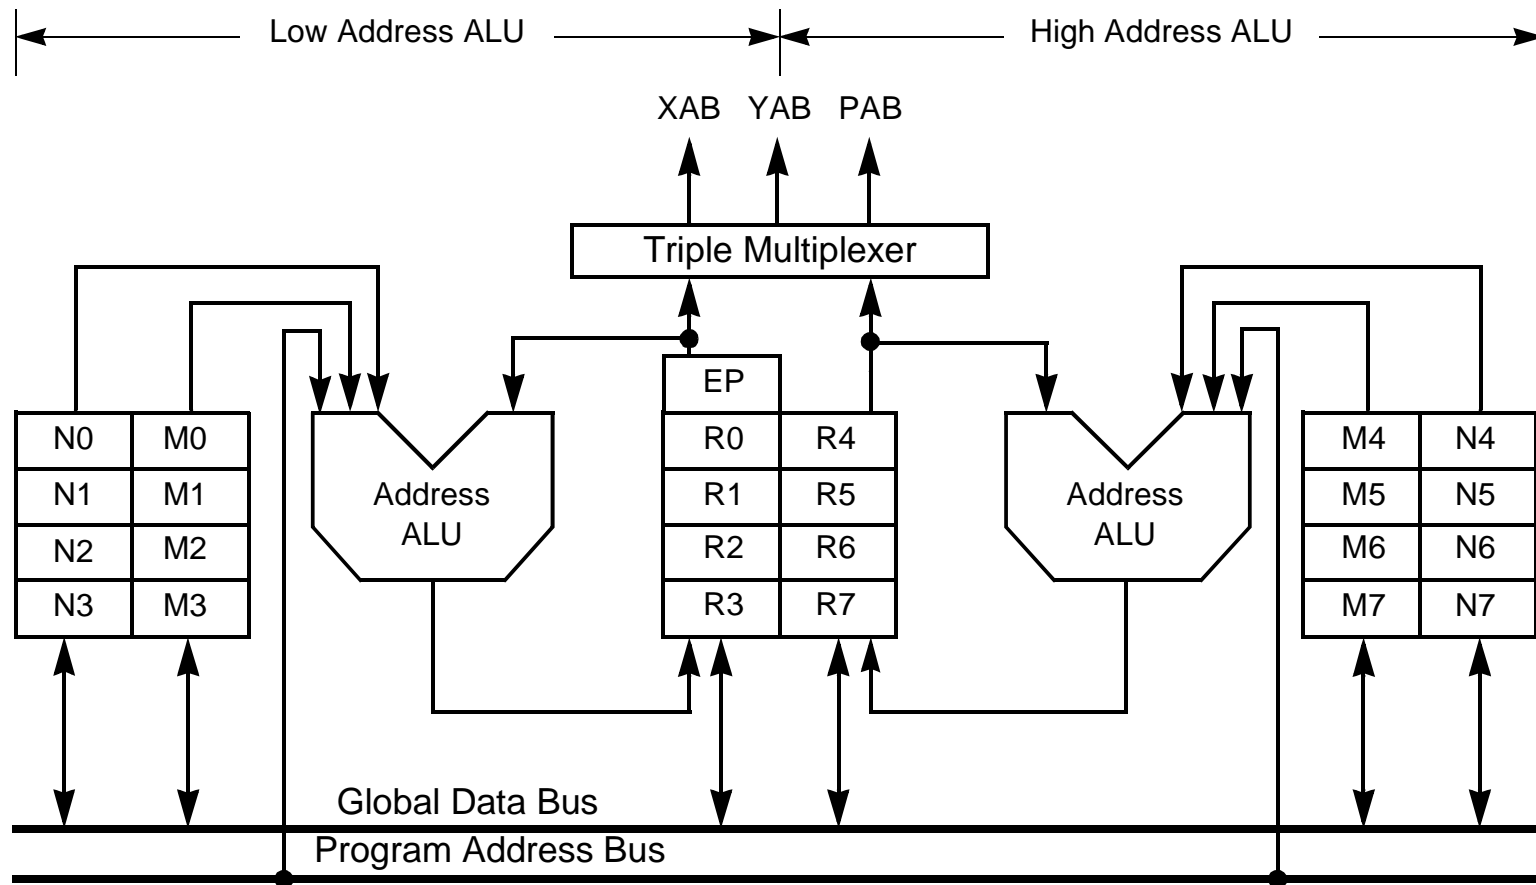 Low Address ALU
High Address ALU
XAB YAB PAB
Triple Multiplexer
EP
N0 M0
N1 M1
N2 M2
N3 M3
Address
ALU
R0 R4
R1 R5
R2 R6
R3 R7
Address
ALU
M4 N4
M5 N5
M6 N6
M7 N7
Global Data Bus
Program Address Bus